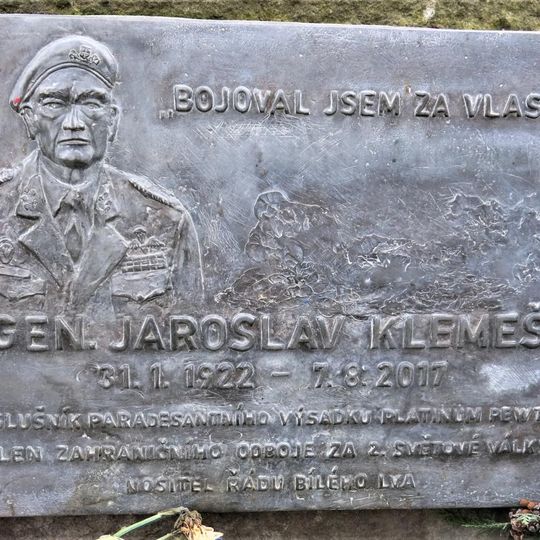 „BOJOVAL JSEM ZA VLAS
GEN. JAROSLAV KLEMEŠ
31. 1. 1922 – 7. 8. 2017
SLUŠNÍK PARADESANTNÍHO VÝSADKU PLATINUM PEWT
LEN ZAHRANIČNÍHO ODBOJE ZA 2. SVĚTOVÉ VÁLKY
NOSITEL ŘÁDU BÍLÉHO LVA